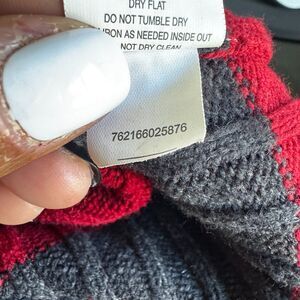 DRY FLAT
DO NOT TUMBLE DRY
IRON AS NEEDED INSIDE OUT
NOT DRY CLEAN
762166025876